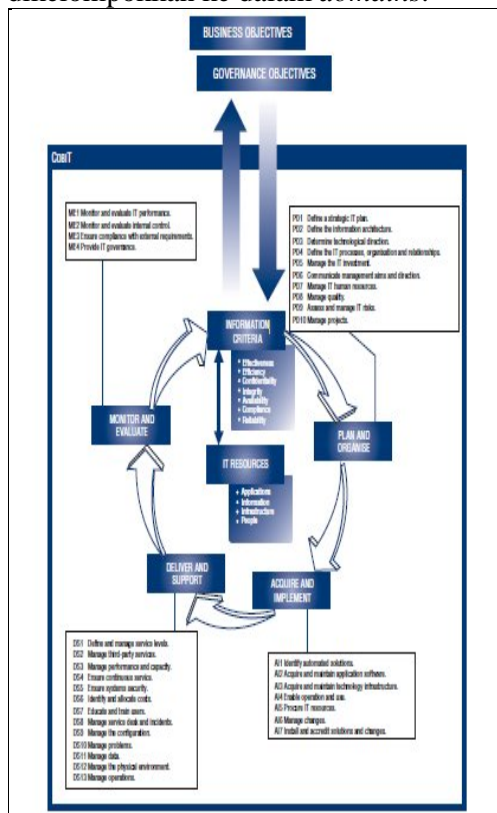 BUSINESS OBJECTIVES
GOVERNANCE OBJECTIVES
COBIT
ME1 Monitor and evaluate IT performance.
ME2 Monitor and evaluate internal control.
ME3 Ensure compliance with external requirements.
ME4 Provide IT governance.
PO1 Define a strategic IT plan.
PO2 Define the information architecture.
PO3 Determine technological direction.
PO4 Define the IT processes, organisation and relationships.
PO5 Manage the IT investment.
PO6 Communicate management aims and direction.
PO7 Manage IT human resources.
PO8 Manage quality.
PO9 Assess and manage IT risks.
PO10 Manage projects.
INFORMATION
CRITERIA
• Effectiveness
• Efficiency
• Confidentiality
• Integrity
• Availability
• Compliance
• Reliability
MONITOR AND
EVALUATE
PLAN AND
ORGANISE
IT RESOURCES
• Applications
• Information
• Infrastructure
• People
DELIVER AND
SUPPORT
ACQUIRE AND
IMPLEMENT
DS1 Define and manage service levels.
DS2 Manage third-party services.
DS3 Manage performance and capacity.
DS4 Ensure continuous service.
DS5 Ensure systems security.
DS6 Identify and allocate costs.
DS7 Educate and train users.
DS8 Manage service desk and incidents.
DS9 Manage the configuration.
DS10 Manage problems.
DS11 Manage data.
DS12 Manage the physical environment.
DS13 Manage operations.
AI1 Identify automated solutions.
AI2 Acquire and maintain application software.
AI3 Acquire and maintain technology infrastructure.
AI4 Enable operation and use.
AI5 Procure IT resources.
AI6 Manage changes.
AI7 Install and accredit solutions and changes.